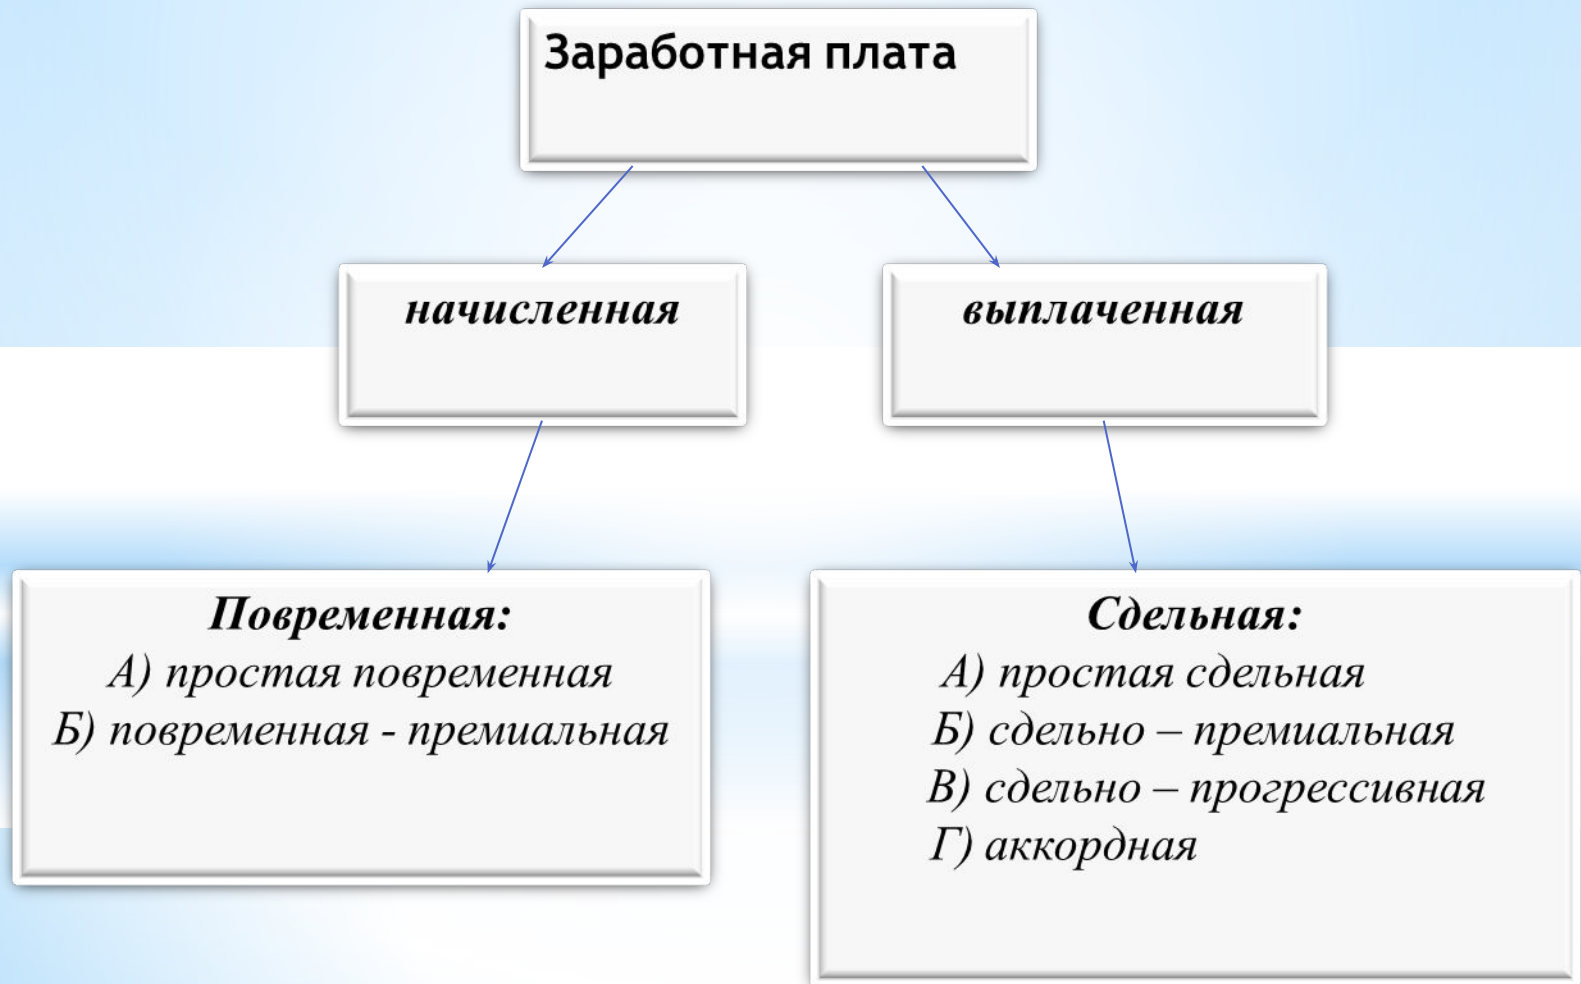 Заработная плата
начисленная
выплаченная
Повременная:
А) простая повременная
Б) повременная - премиальная
Сдельная:
А) простая сдельная
Б) сдельно – премиальная
В) сдельно – прогрессивная
Г) аккордная